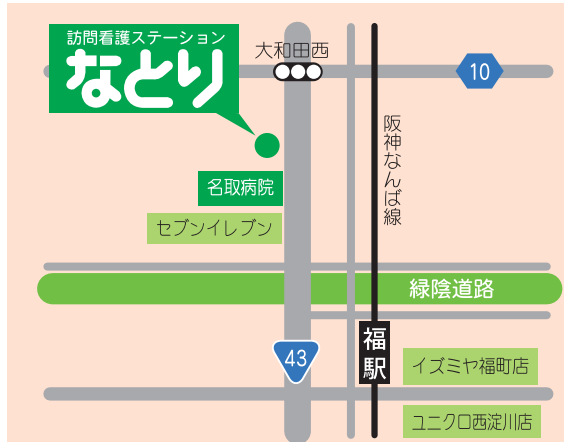 訪問看護ステーション
なとり
大和田西
10
阪神なんば線
名取病院
セブンイレブン
緑陰道路
43
福駅
イズミヤ福町店
ユニクロ西淀川店